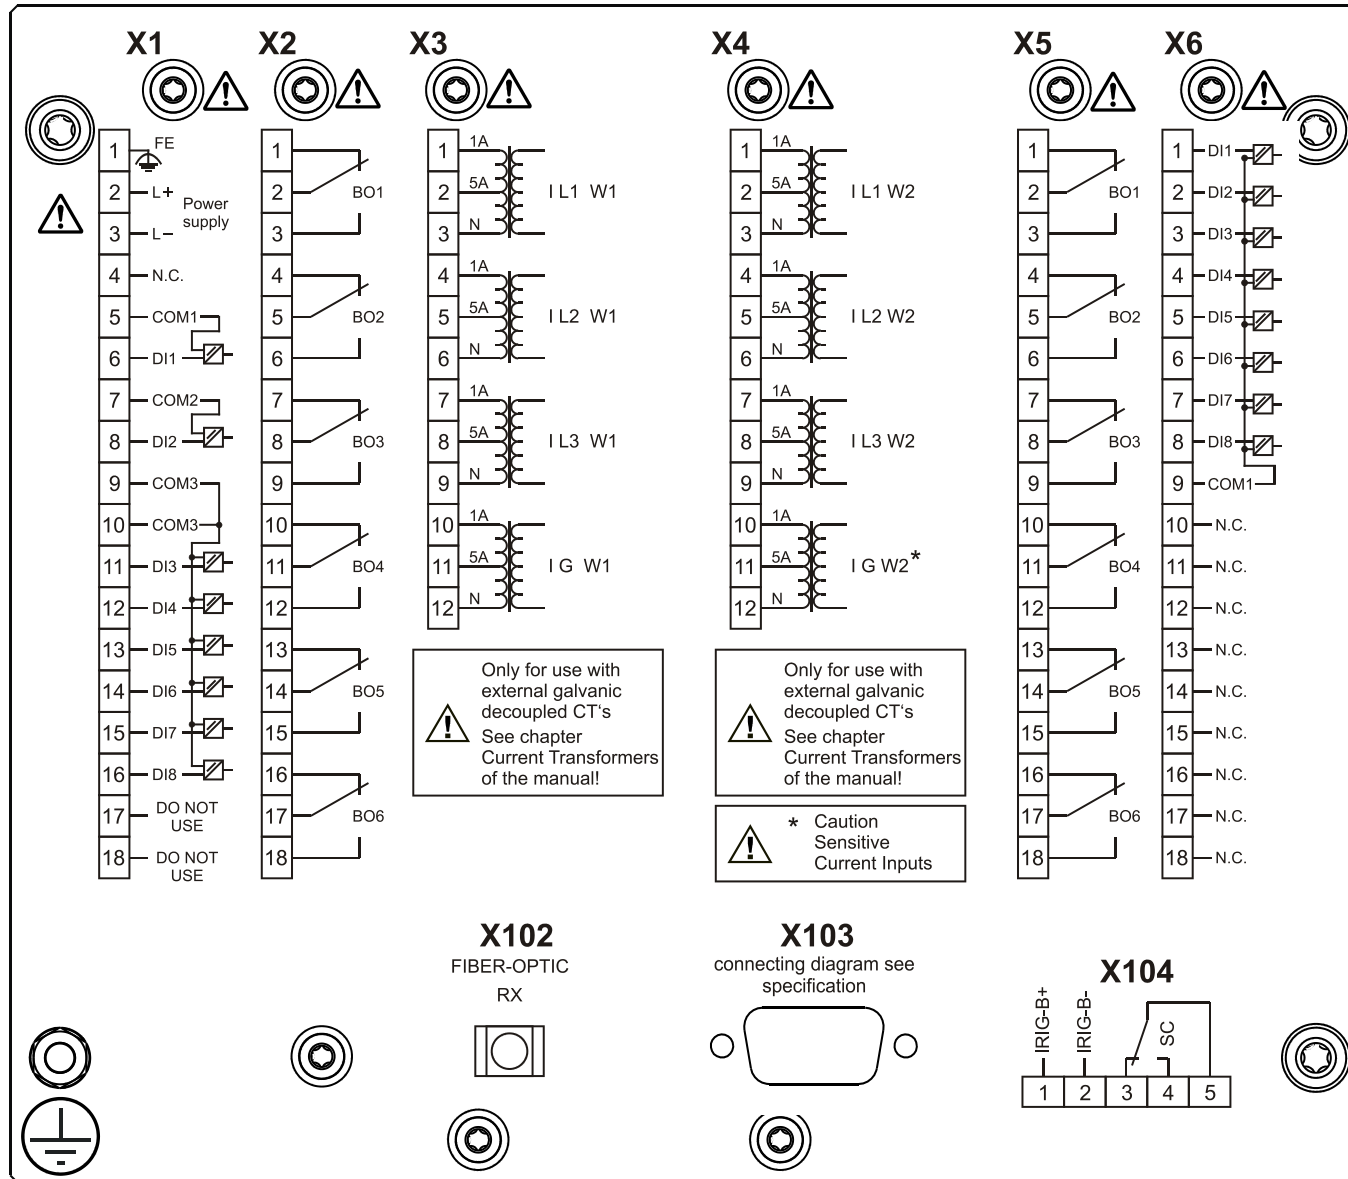 X1
1 FE
2 L+ Power supply
3 L−
4 N.C.
5 COM1
6 DI1
7 COM2
8 DI2
9 COM3
10 COM3
11 DI3
12 DI4
13 DI5
14 DI6
15 DI7
16 DI8
17 DO NOT
USE
18 DO NOT
USE
X2
1
2 BO1
3
4
5 BO2
6
7
8 BO3
9
10
11 BO4
12
13
14 BO5
15
16
17 BO6
18
X3
1 1A
2 5A I L1 W1
3 N
4 1A
5 5A I L2 W1
6 N
7 1A
8 5A I L3 W1
9 N
10 1A
11 5A I G W1
12 N
Only for use with
external galvanic
decoupled CT‘s
See chapter
Current Transformers
of the manual!
X4
1 1A
2 5A I L1 W2
3 N
4 1A
5 5A I L2 W2
6 N
7 1A
8 5A I L3 W2
9 N
10 1A
11 5A I G W2*
12 N
Only for use with
external galvanic
decoupled CT‘s
See chapter
Current Transformers
of the manual!
* Caution
Sensitive
Current Inputs
X5
1
2 BO1
3
4
5 BO2
6
7
8 BO3
9
10
11 BO4
12
13
14 BO5
15
16
17 BO6
18
X6
1 DI1
2 DI2
3 DI3
4 DI4
5 DI5
6 DI6
7 DI7
8 DI8
9 COM1
10 N.C.
11 N.C.
12 N.C.
13 N.C.
14 N.C.
15 N.C.
16 N.C.
17 N.C.
18 N.C.
X102
FIBER-OPTIC
RX
X103
connecting diagram see
specification
X104
IRIG-B+
IRIG-B-
SC
1 2 3 4 5